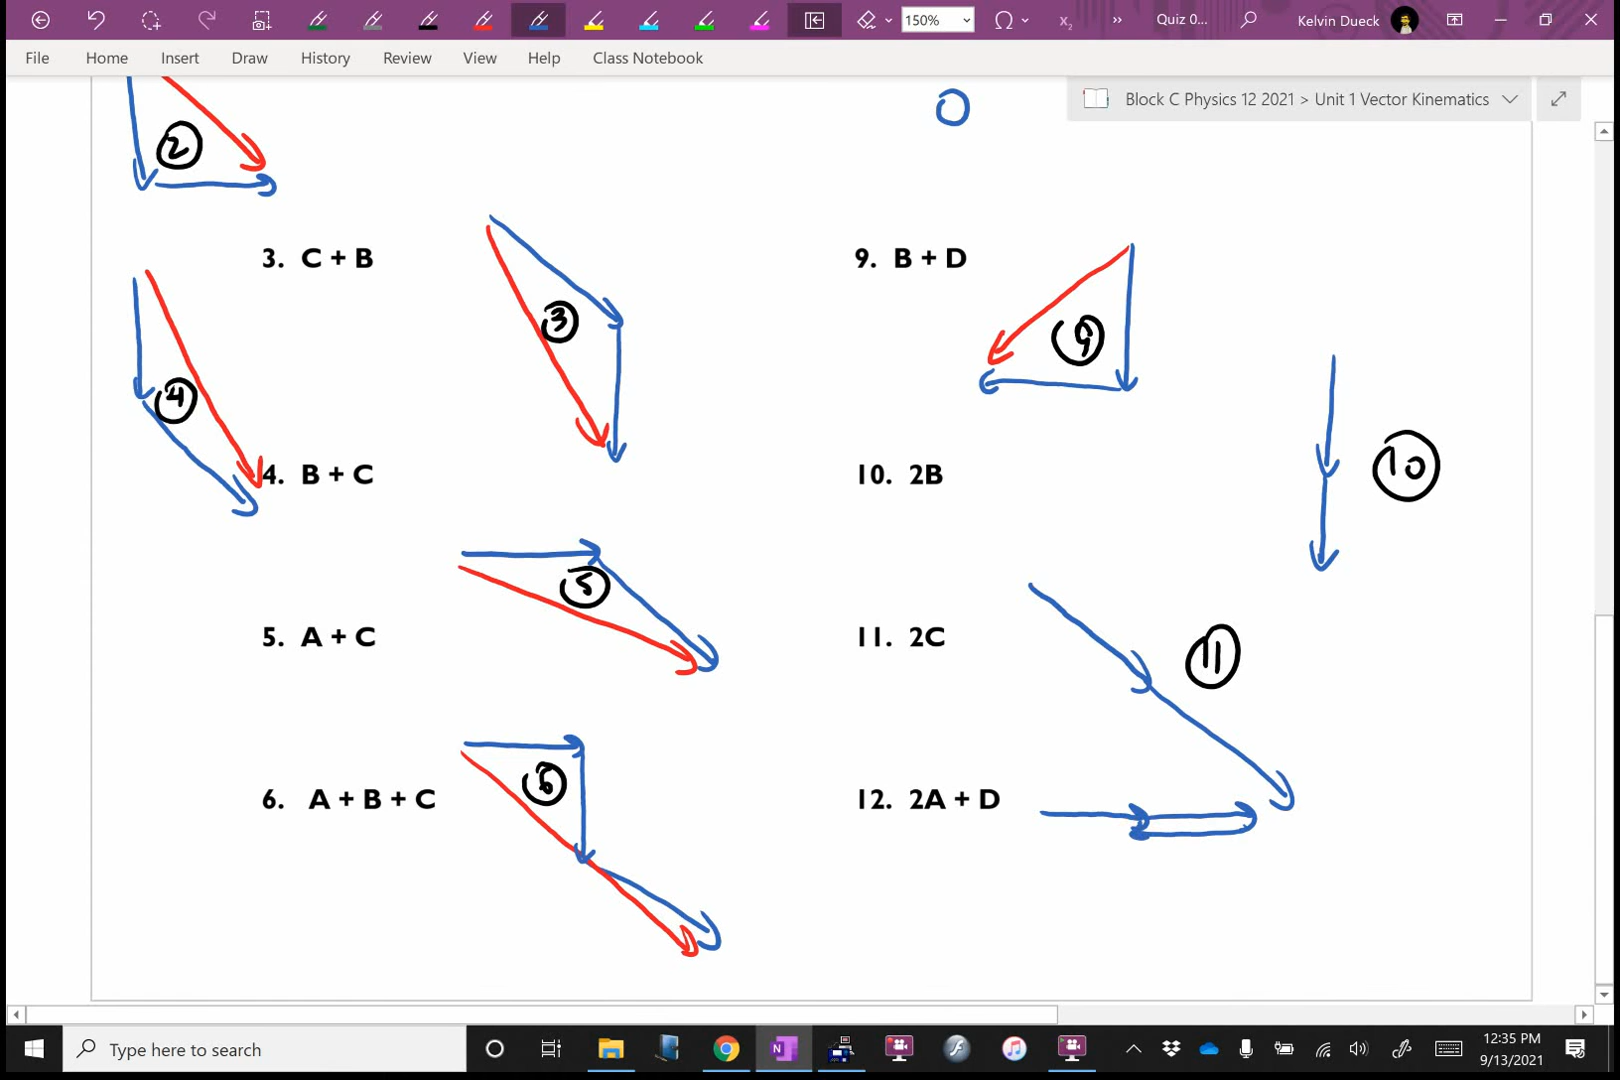 150%
x₂
Quiz 0...
Kelvin Dueck
File Home Insert Draw History Review View Help Class Notebook
Block C Physics 12 2021 > Unit 1 Vector Kinematics
0
2
3. C + B
3
9. B + D
9
4
4. B + C
10. 2B
10
5
5. A + C
11. 2C
11
6
6. A + B + C
12. 2A + D
Type here to search
12:35 PM
9/13/2021